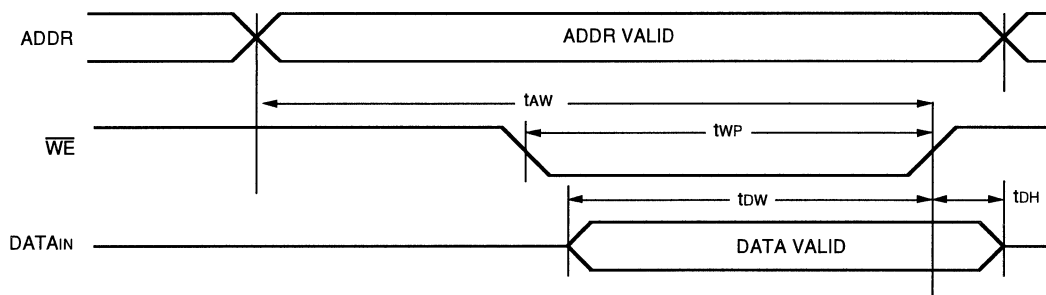 ADDR
ADDR VALID
tAW
WE
tWP
tDW
tDH
DATAIN
DATA VALID